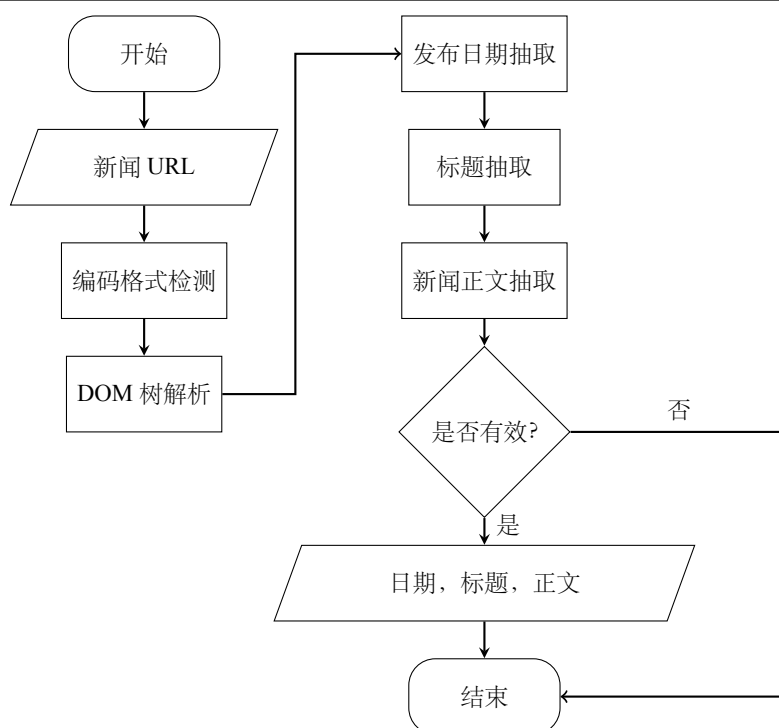 开始
新闻 URL
编码格式检测
DOM 树解析
发布日期抽取
标题抽取
新闻正文抽取
是否有效?
否
是
日期，标题，正文
结束